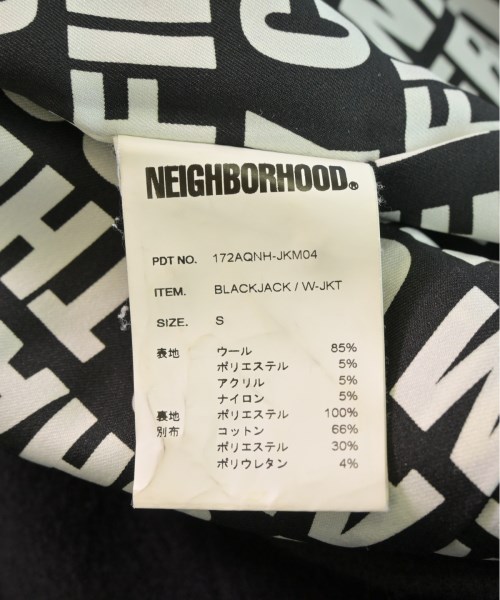 NEIGHBORHOOD®
PDT NO. 172AQNH-JKM04
ITEM. BLACKJACK / W-JKT
SIZE. S
表地 ウール 85%
ポリエステル 5%
アクリル 5%
ナイロン 5%
裏地 ポリエステル 100%
別布 コットン 66%
ポリエステル 30%
ポリウレタン 4%